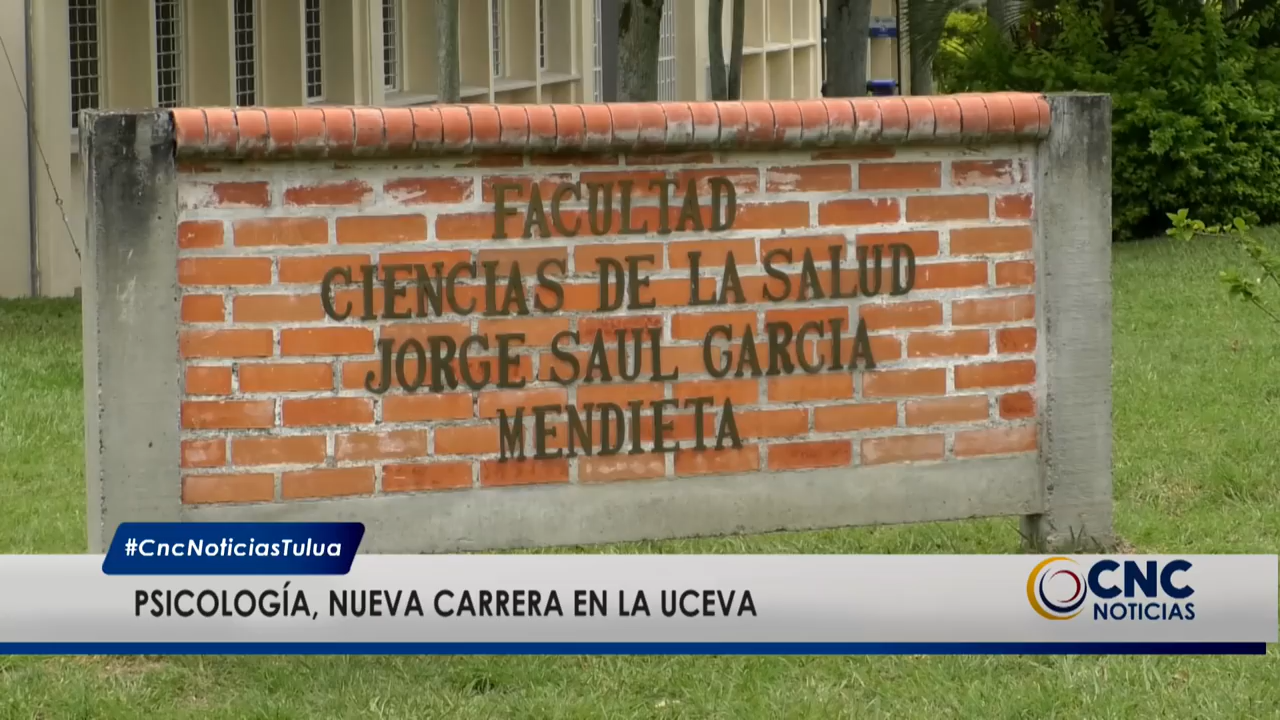 FACULTAD
CIENCIAS DE LA SALUD
JORGE SAUL GARCIA
MENDIETA
#CncNoticiasTulua
PSICOLOGÍA, NUEVA CARRERA EN LA UCEVA
CNC
NOTICIAS